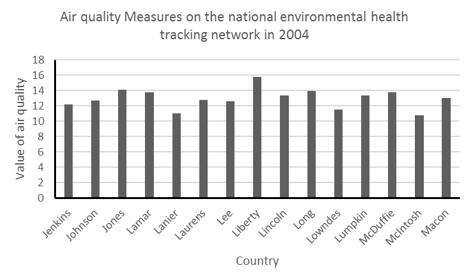 Air quality Measures on the national environmental health
tracking network in 2004
Value of air quality
18
16
14
12
10
8
6
4
2
0
Jenkins
Johnson
Jones
Lamar
Lanier
Laurens
Lee
Liberty
Lincoln
Long
Lowndes
Lumpkin
McDuffie
McIntosh
Macon
Country